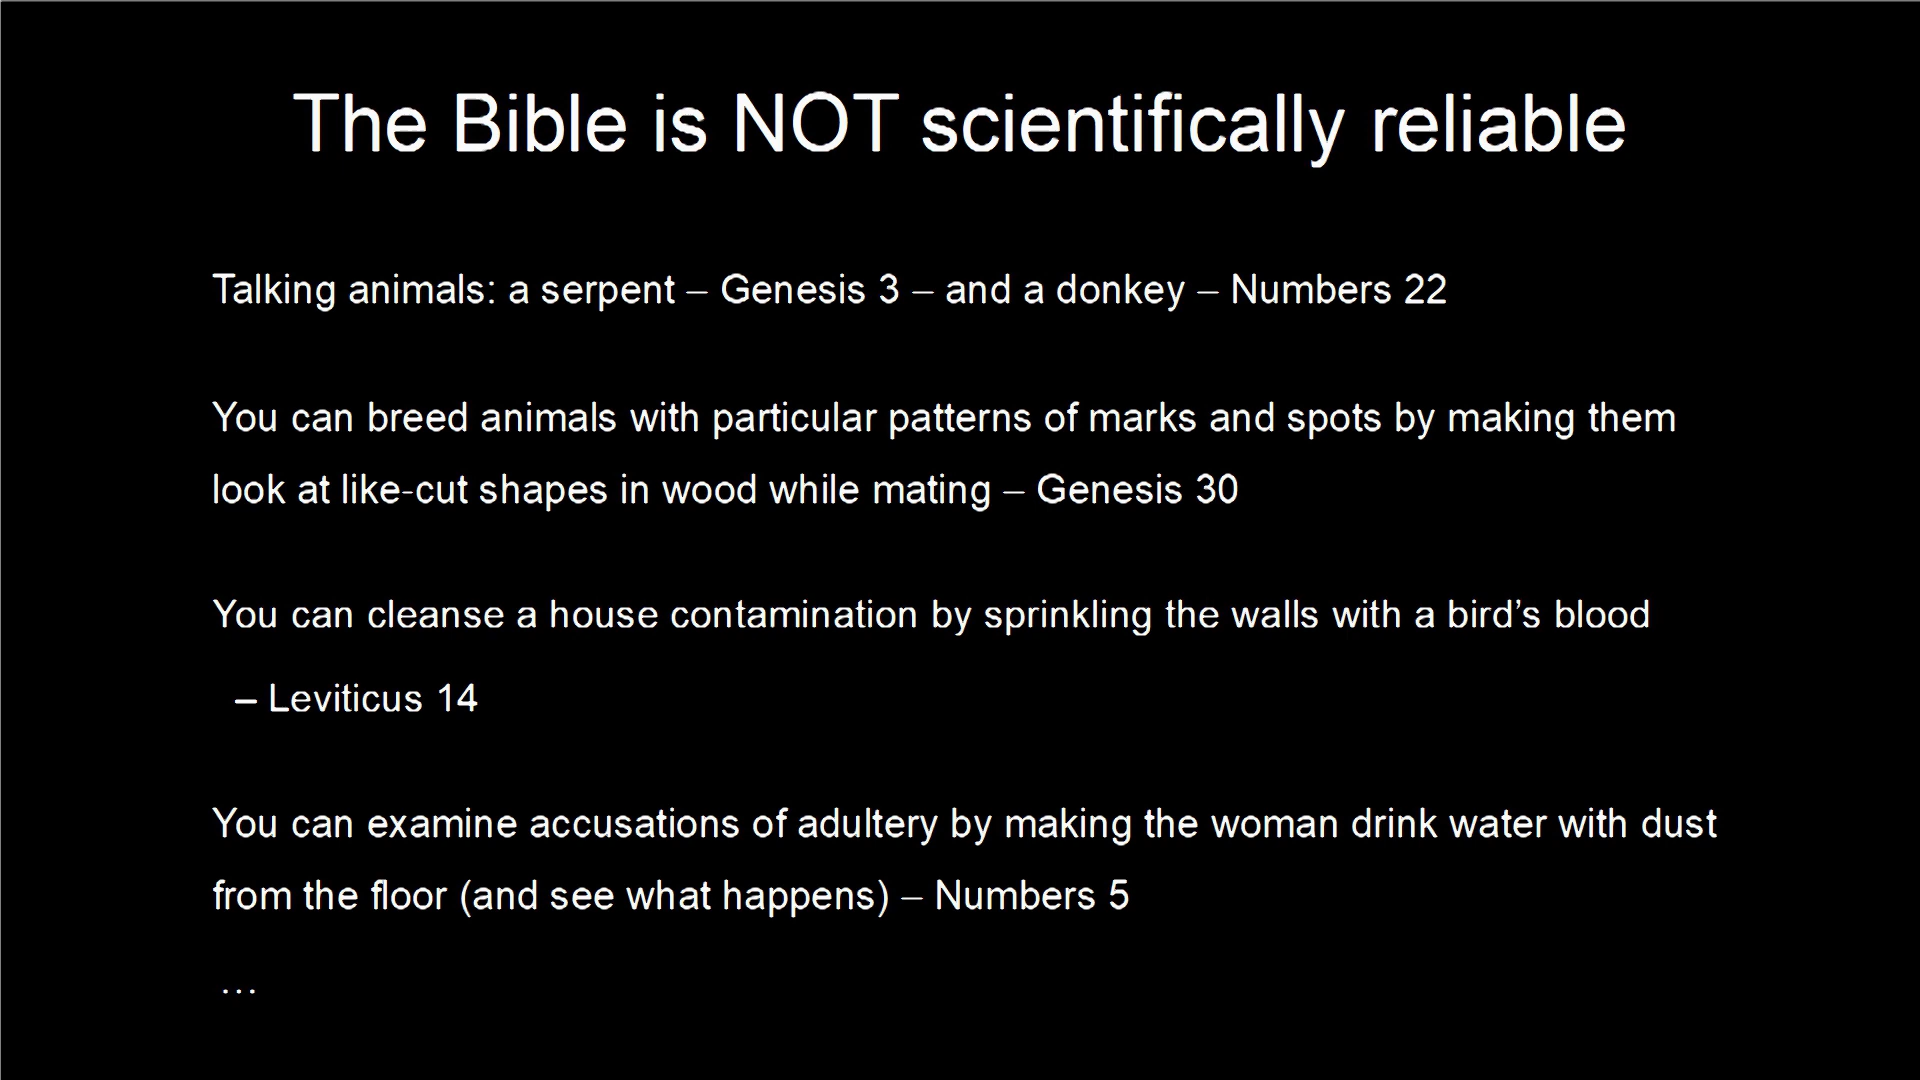 The Bible is NOT scientifically reliable
Talking animals: a serpent – Genesis 3 – and a donkey – Numbers 22
You can breed animals with particular patterns of marks and spots by making them
look at like-cut shapes in wood while mating – Genesis 30
You can cleanse a house contamination by sprinkling the walls with a bird’s blood
– Leviticus 14
You can examine accusations of adultery by making the woman drink water with dust
from the floor (and see what happens) – Numbers 5
…